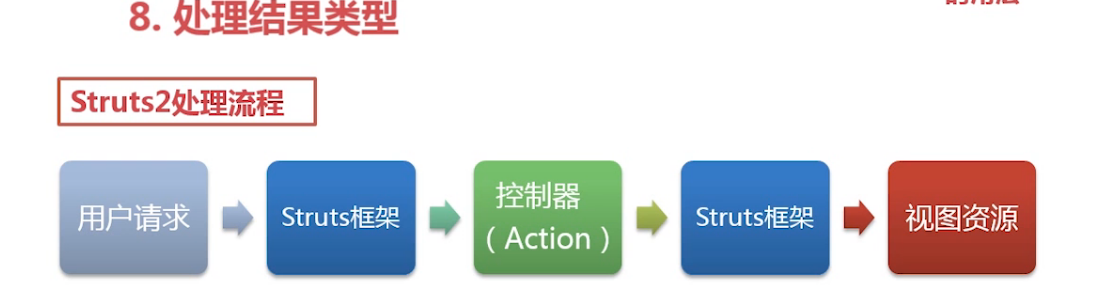 8. 处理结果类型
Struts2处理流程
用户请求
Struts框架
控制器
（Action）
Struts框架
视图资源